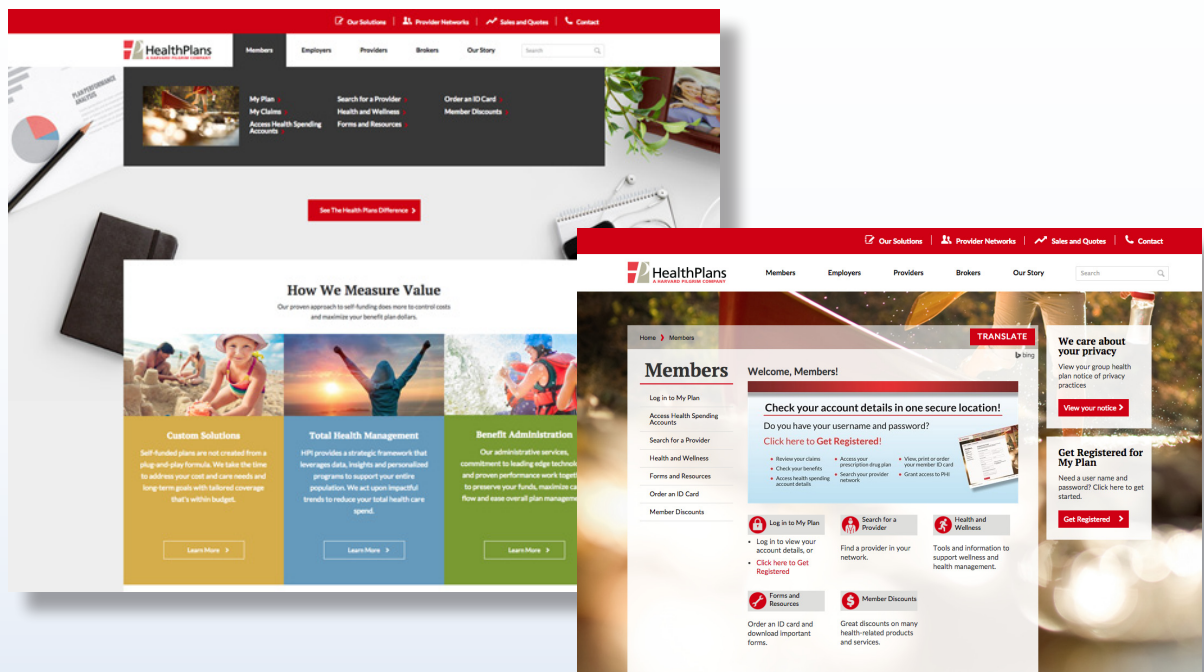 Our Solutions
Provider Networks
Sales and Quotes
Contact
HealthPlans
A HARVARD PILGRIM COMPANY
Members
Employers
Providers
Brokers
Our Story
Search
PLAN PERFORMANCE
ANALYSIS
My Plan
My Claims
Access Health Spending
Accounts
Search for a Provider
Health and Wellness
Forms and Resources
Order an ID Card
Member Discounts
See The Health Plans Difference
How We Measure Value
Our proven approach to self-funding does more to control costs
and maximize your benefit plan dollars.
Custom Solutions
Self-funded plans are not created from a
plug-and-play formula. We take the time
to address your cost and care needs and
long-term goals with tailored coverage
that's within budget.
Learn More
Total Health Management
HPI provides a strategic framework that
leverages data, insights and personalized
programs to support your entire
population. We act upon impactful
trends to reduce your total health care
spend.
Learn More
Benefit Administration
Our administrative services,
commitment to leading edge technolo
and proven performance work togeth
to preserve your funds, maximize ca
flow and ease overall plan manageme
Learn More
Our Solutions
Provider Networks
Sales and Quotes
Contact
HealthPlans
A HARVARD PILGRIM COMPANY
Members
Employers
Providers
Brokers
Our Story
Search
Home
Members
TRANSLATE
bing
Members
Log in to My Plan
Access Health Spending
Accounts
Search for a Provider
Health and Wellness
Forms and Resources
Order an ID Card
Member Discounts
Welcome, Members!
Check your account details in one secure location!
Do you have your username and password?
Click here to Get Registered!
• Review your claims
• Check your benefits
• Access health spending
account details
• Access your
prescription drug plan
• Search your provider
network
• View, print or order
your member ID card
• Grant access to PHI
Log in to My Plan
• Log in to view your
account details, or
• Click here to Get
Registered
Search for a
Provider
Find a provider in your
network.
Health and
Wellness
Tools and information to
support wellness and
health management.
Forms and
Resources
Order an ID card and
download important
forms.
Member Discounts
Great discounts on many
health-related products
and services.
We care about
your privacy
View your group health
plan notice of privacy
practices
View your notice
Get Registered for
My Plan
Need a user name and
password? Click here to get
started.
Get Registered